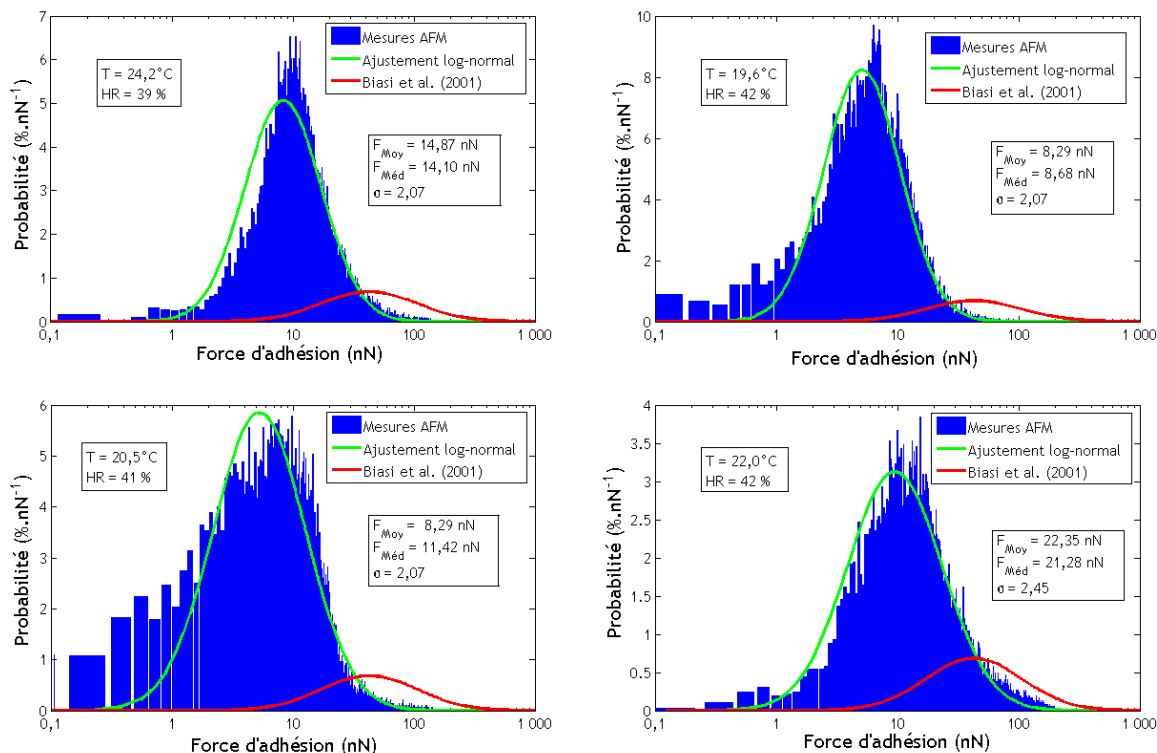 7
6
5
4
3
2
1
0
Probabilité (%.nN⁻¹)
T = 24,2°C
HR = 39 %
Mesures AFM
Ajustement log-normal
Biasi et al. (2001)
F_Moy = 14,87 nN
F_Méd = 14,10 nN
σ = 2,07
0,1 1 10 100 1 000
Force d'adhésion (nN)
10
8
6
4
2
0
Probabilité (%.nN⁻¹)
T = 19,6°C
HR = 42 %
Mesures AFM
Ajustement log-normal
Biasi et al. (2001)
F_Moy = 8,29 nN
F_Méd = 8,68 nN
σ = 2,07
0,1 1 10 100 1 000
Force d'adhésion (nN)
6
5
4
3
2
1
0
Probabilité (%.nN⁻¹)
T = 20,5°C
HR = 41 %
Mesures AFM
Ajustement log-normal
Biasi et al. (2001)
F_Moy = 8,29 nN
F_Méd = 11,42 nN
σ = 2,07
0,1 1 10 100 1 000
Force d'adhésion (nN)
4
3.5
3
2.5
2
1.5
1
0.5
0
Probabilité (%.nN⁻¹)
T = 22,0°C
HR = 42 %
Mesures AFM
Ajustement log-normal
Biasi et al. (2001)
F_Moy = 22,35 nN
F_Méd = 21,28 nN
σ = 2,45
0,1 1 10 100 1 000
Force d'adhésion (nN)